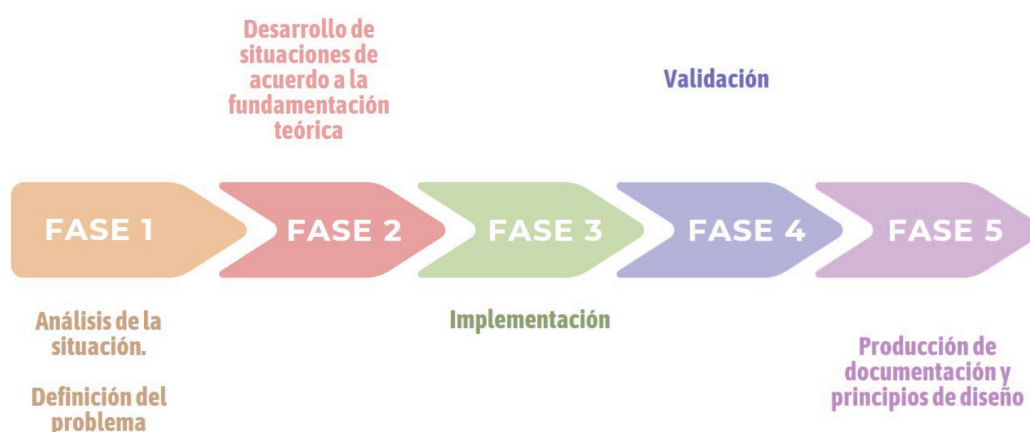 Desarrollo de
situaciones de
acuerdo a la
fundamentación
teórica
Validación
FASE 1
FASE 2
FASE 3
FASE 4
FASE 5
Análisis de la
situación.
Definición del
problema
Implementación
Producción de
documentación y
principios de diseño